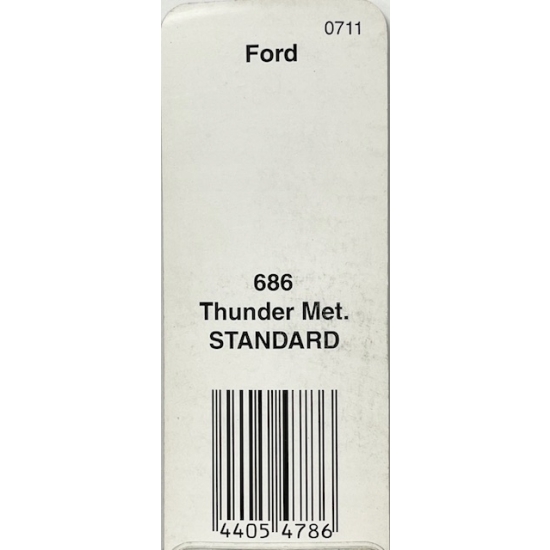 0711
Ford
686
Thunder Met.
STANDARD
4405 4786